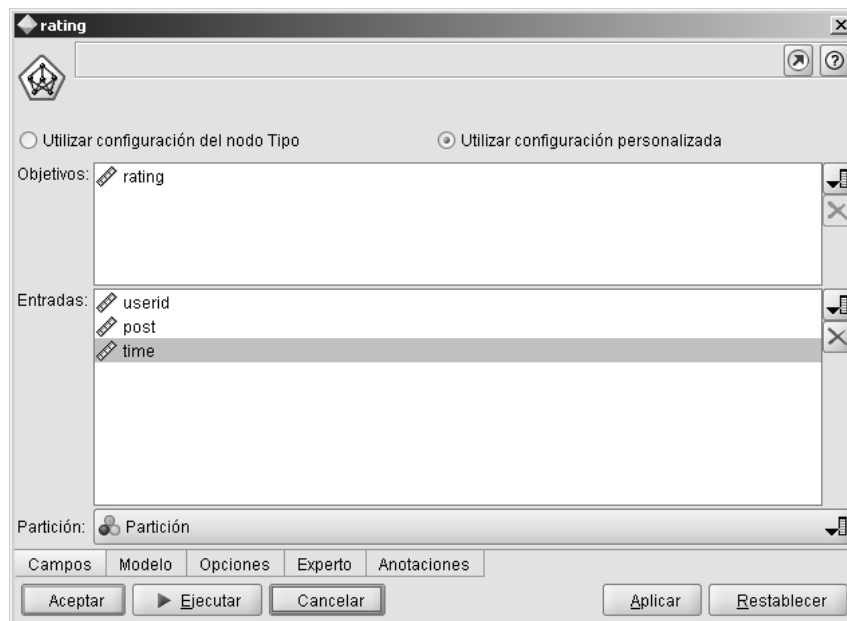 rating
Utilizar configuración del nodo Tipo
Utilizar configuración personalizada
Objetivos:
rating
Entradas:
userid
post
time
Partición:
Partición
Campos Modelo Opciones Experto Anotaciones
Aceptar Ejecutar Cancelar Aplicar Restablecer